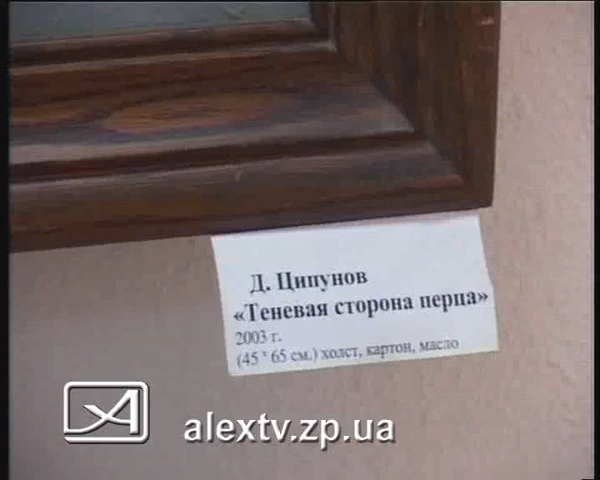 Д. Ципунов
«Теневая сторона перца»
2003 г.
(45 х 65 см.) холст, картон, масло
alextv.zp.ua